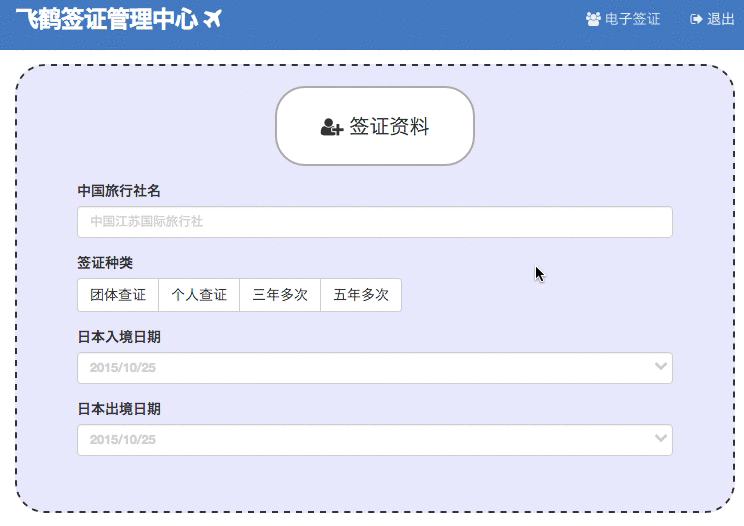 飞鹤签证管理中心
电子签证 退出
签证资料
中国旅行社名
中国江苏国际旅行社
签证种类
团体查证 个人查证 三年多次 五年多次
日本入境日期
2015/10/25
日本出境日期
2015/10/25